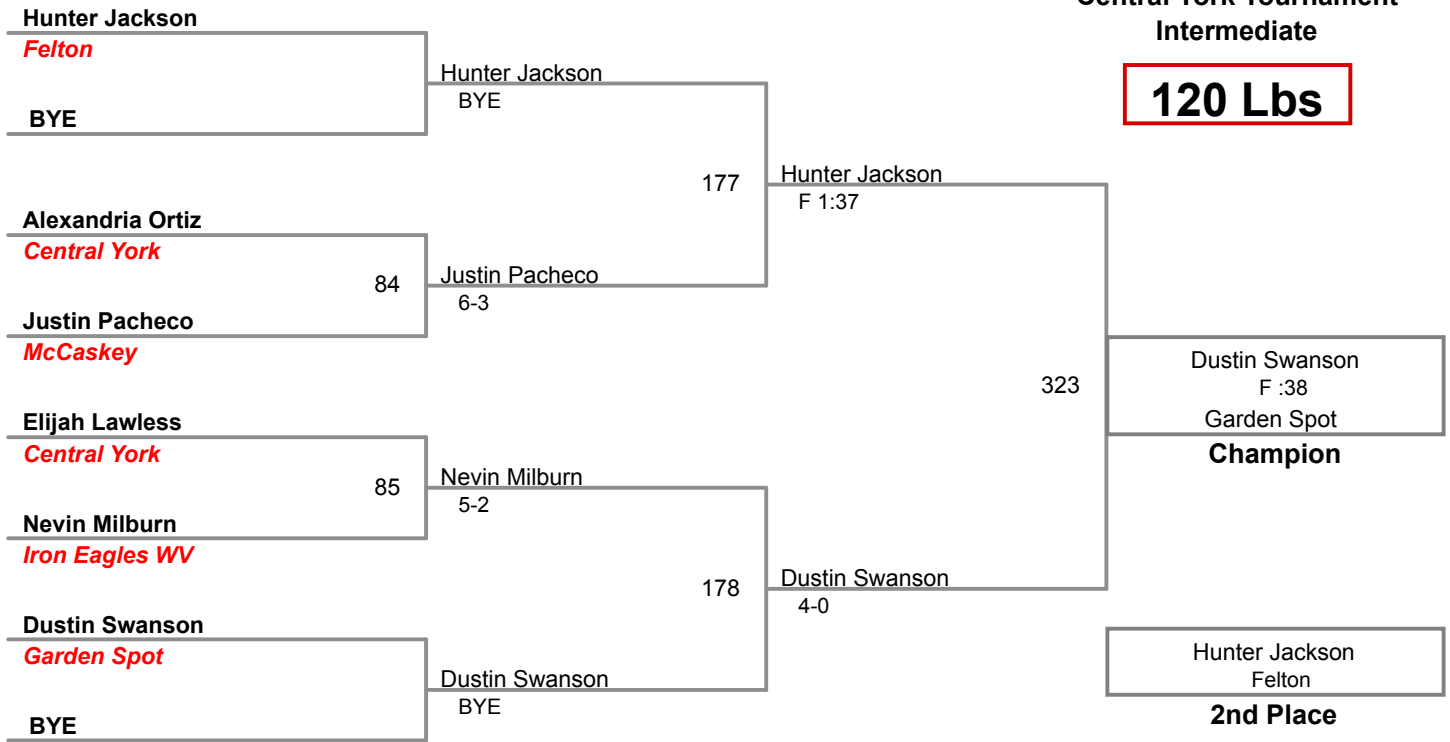 Central York Tournament
Intermediate
120 Lbs
Hunter Jackson
Felton
BYE
Alexandria Ortiz
Central York
84
Justin Pacheco
McCaskey
Elijah Lawless
Central York
85
Nevin Milburn
Iron Eagles WV
Dustin Swanson
Garden Spot
BYE
Hunter Jackson
BYE
177
Justin Pacheco
6-3
Nevin Milburn
5-2
178
Dustin Swanson
BYE
Hunter Jackson
F 1:37
323
Dustin Swanson
4-0
Dustin Swanson
F :38
Garden Spot
Champion
Hunter Jackson
Felton
2nd Place